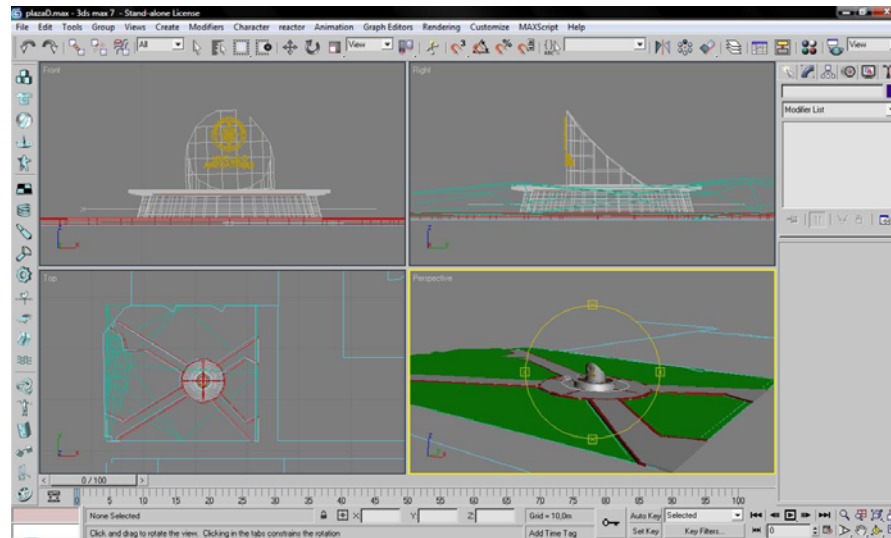 plazaD.max - 3ds max 7 - Stand-alone License
File Edit Tools Group Views Create Modifiers Character reactor Animation Graph Editors Rendering Customize MAXScript Help
All View View
Front
Right
Modifier List
Top
Perspective
0 / 100
0 5 10 15 20 25 30 35 40 45 50 55 60 65 70 75 80 85 90 95 100
None Selected X: Y: Z: Grid = 10,0m Auto Key Selected
Click and drag to rotate the view. Clicking in the tabs constrains the rotation Add Time Tag Set Key Key Filters... 0